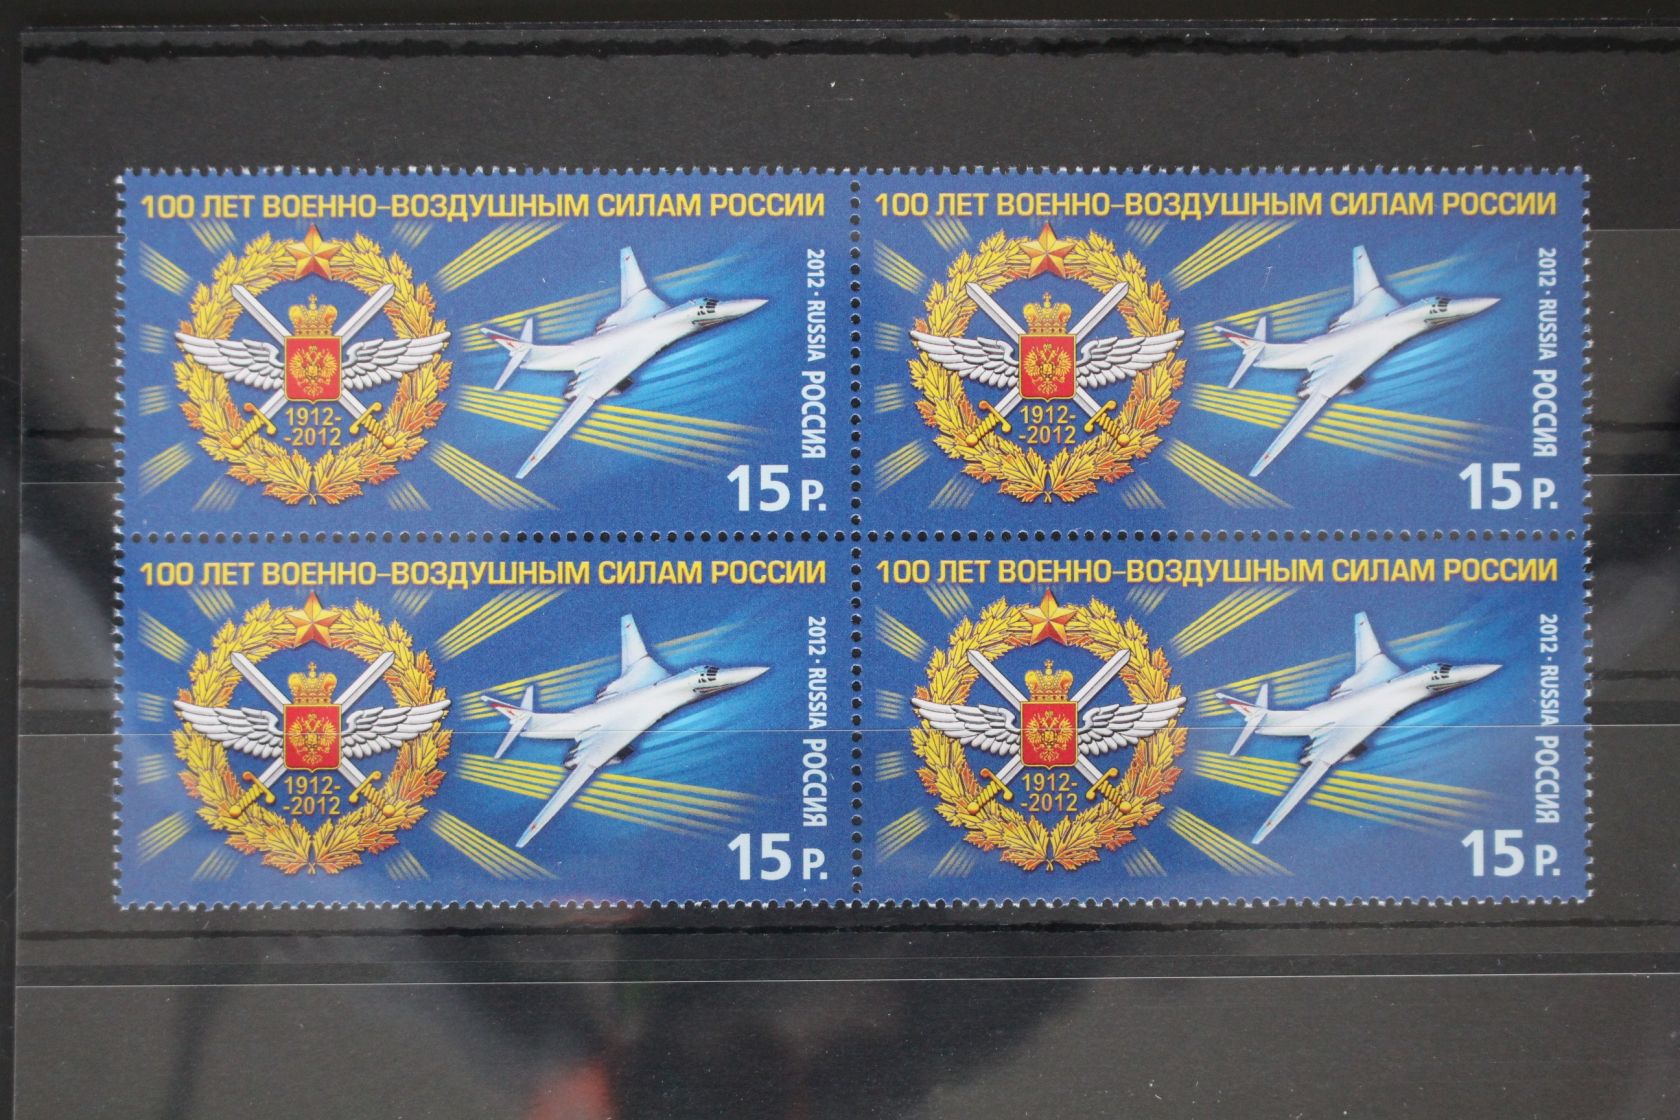 100 ЛЕТ ВОЕННО-ВОЗДУШНЫМ СИЛАМ РОССИИ
2012 · RUSSIA РОССИЯ
1912-
-2012
15 Р.
100 ЛЕТ ВОЕННО-ВОЗДУШНЫМ СИЛАМ РОССИИ
2012 · RUSSIA РОССИЯ
1912-
-2012
15 Р.
100 ЛЕТ ВОЕННО-ВОЗДУШНЫМ СИЛАМ РОССИИ
2012 · RUSSIA РОССИЯ
1912-
-2012
15 Р.
100 ЛЕТ ВОЕННО-ВОЗДУШНЫМ СИЛАМ РОССИИ
2012 · RUSSIA РОССИЯ
1912-
-2012
15 Р.